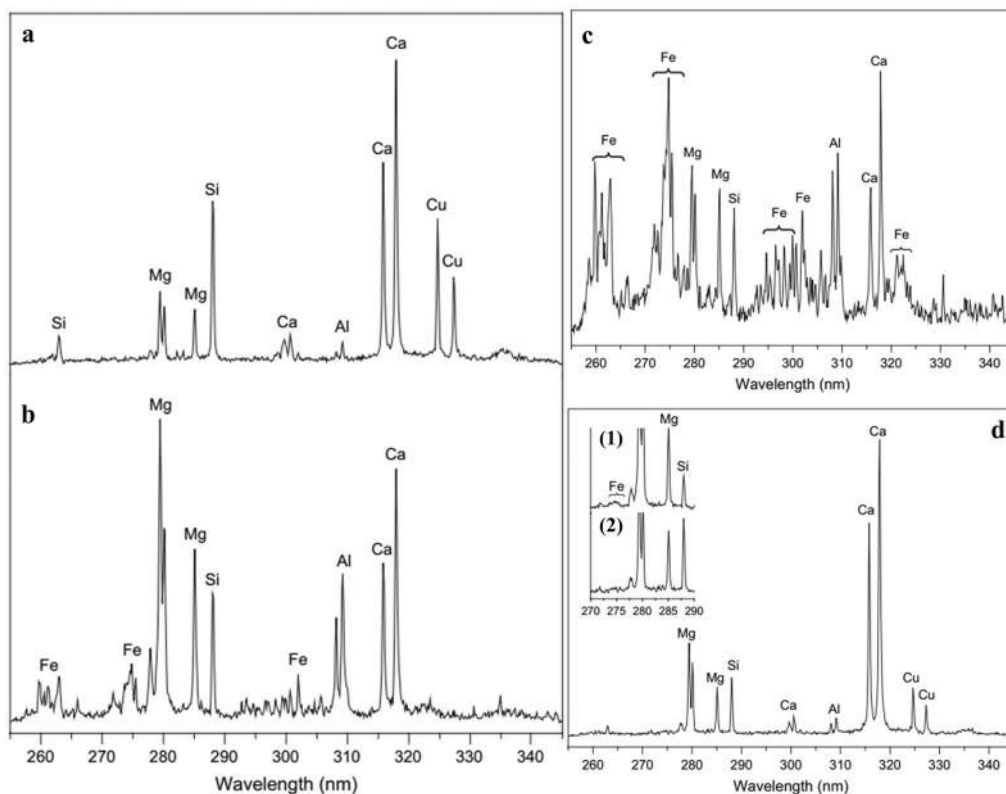 a
Ca
Ca
Si
Cu
Cu
Mg
Mg
Si
Ca
Al
b
Mg
Ca
Mg
Al
Ca
Si
Fe
Fe
Fe
260 270 280 290 300 310 320 330 340
Wavelength (nm)
c
Fe
Ca
Fe
Al
Mg
Mg
Ca
Si
Fe
Fe
Fe
260 270 280 290 300 310 320 330 340
Wavelength (nm)
d
(1)
Mg
Si
Fe
(2)
270 275 280 285 290
Ca
Ca
Mg
Mg
Si
Cu
Cu
Ca
Al
260 270 280 290 300 310 320 330 340
Wavelength (nm)